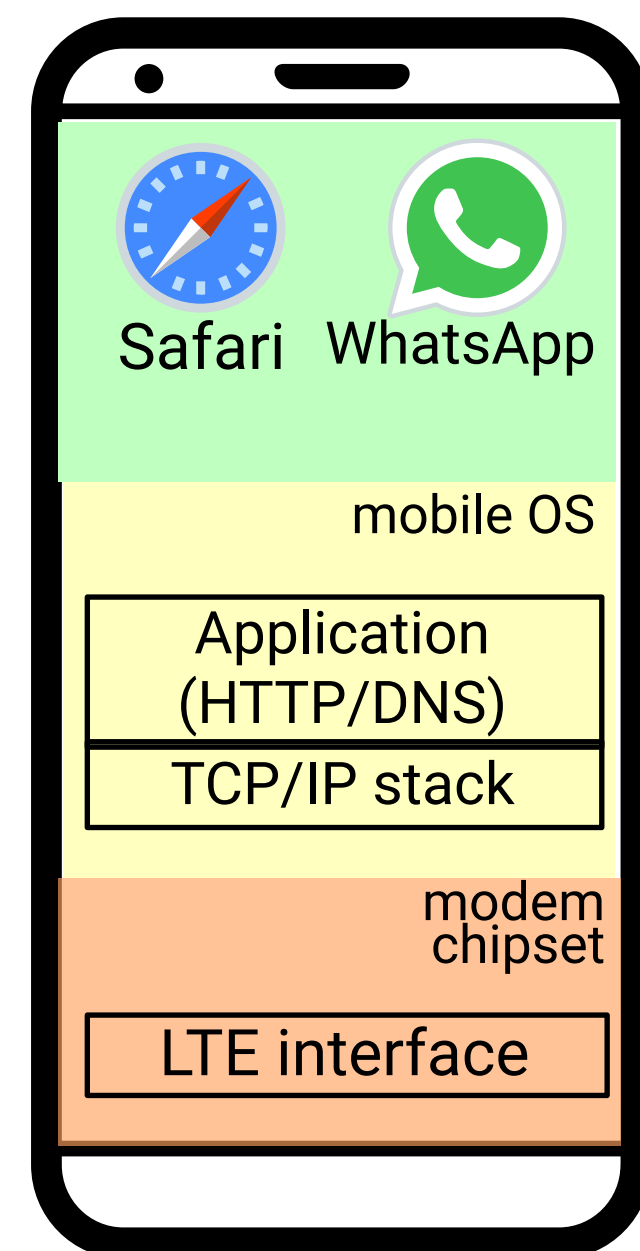 Safari WhatsApp
mobile OS
Application
(HTTP/DNS)
TCP/IP stack
modem
chipset
LTE interface